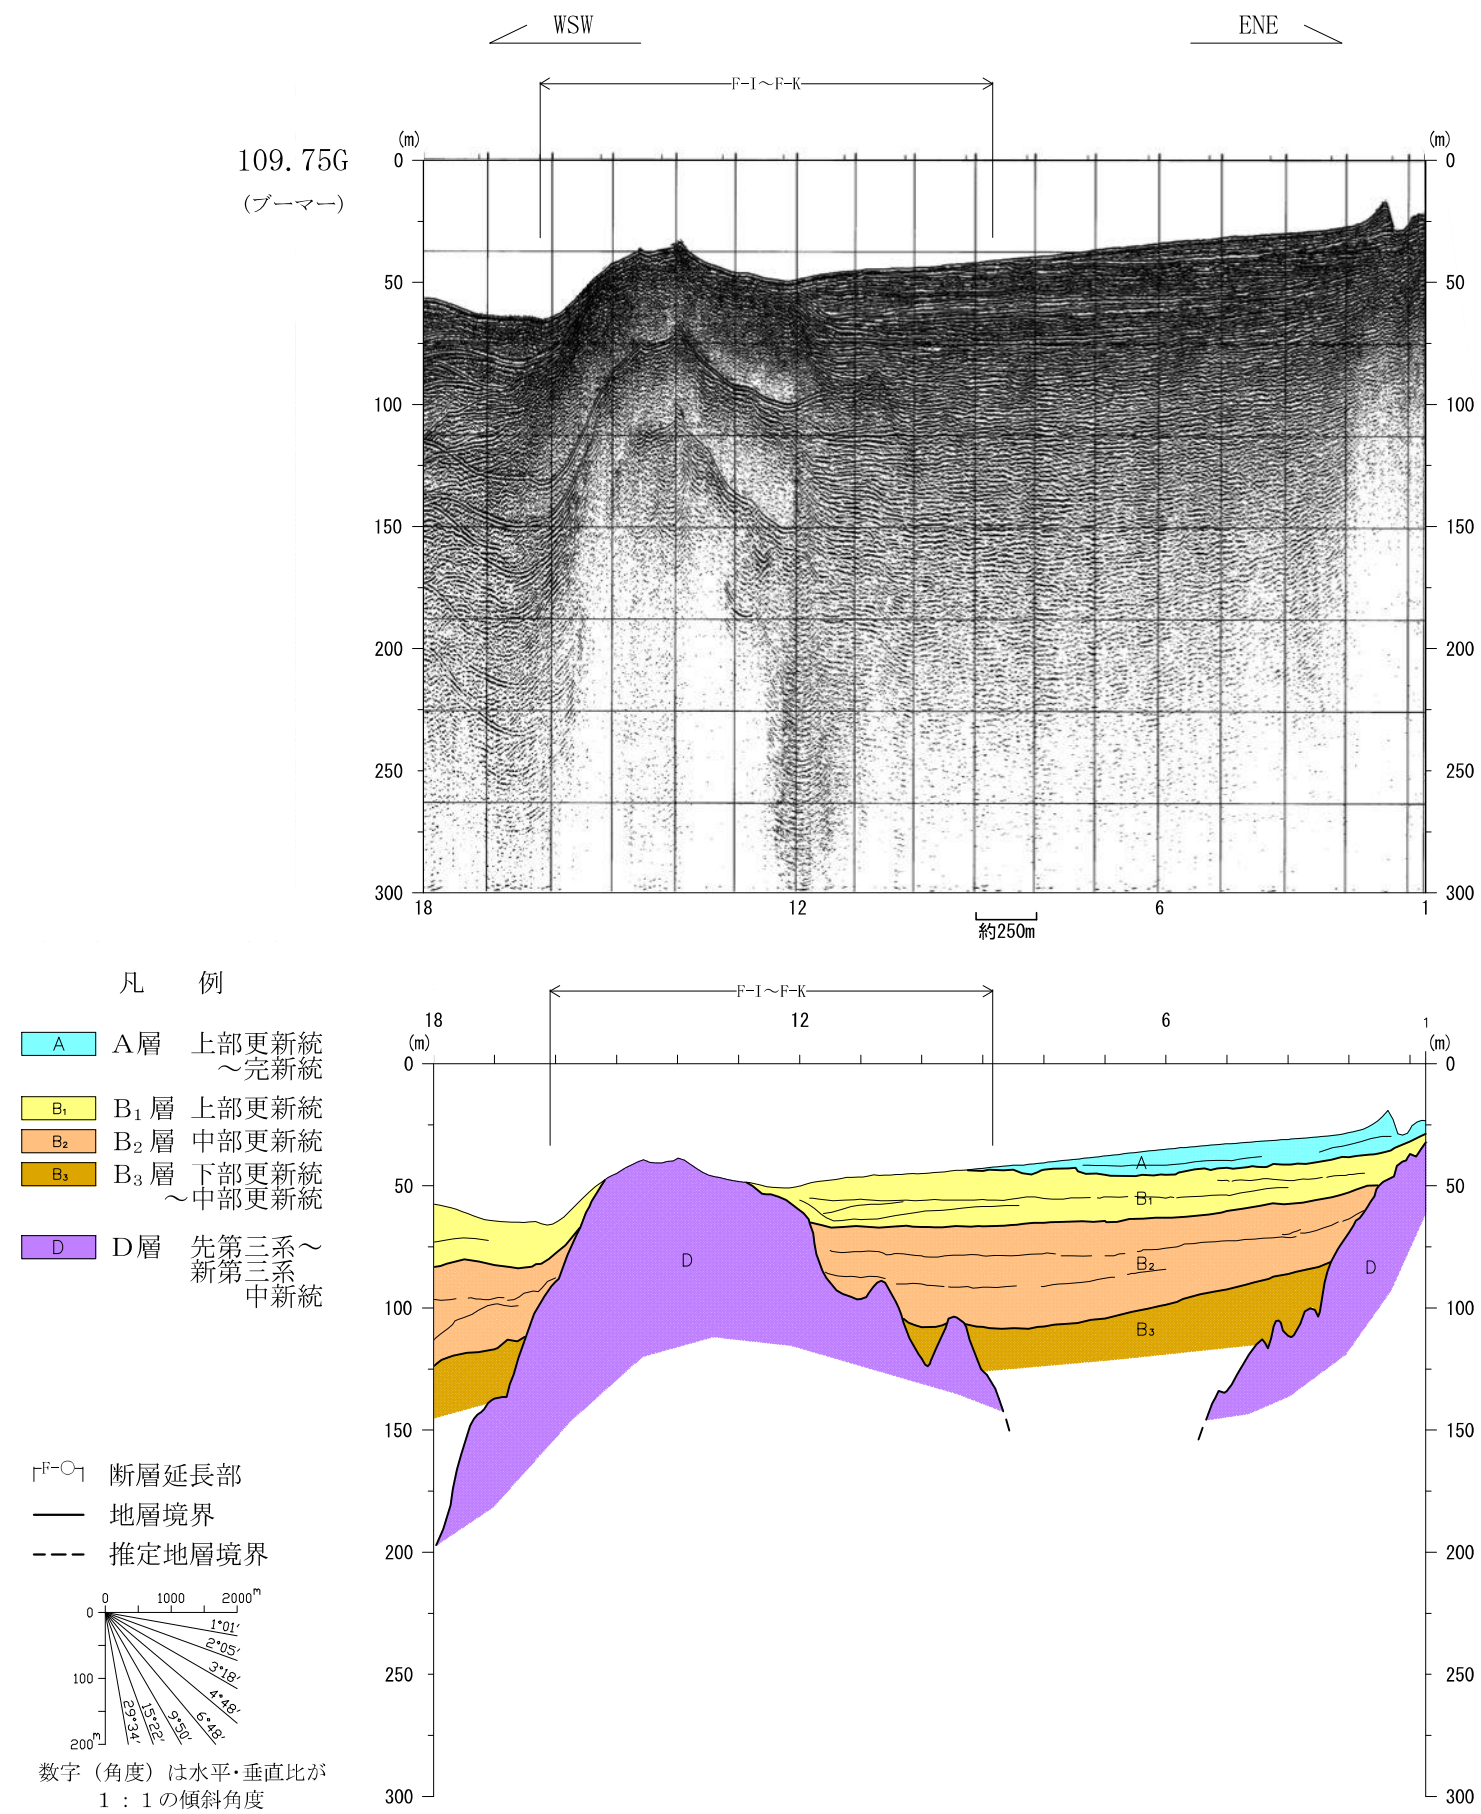 WSW ENE
F-I～F-K
109.75G
(ブーマー)
(m) (m)
0 0
50 50
100 100
150 150
200 200
250 250
300 300
18 12 6 1
約250m
凡 例
A A層 上部更新統
～完新統
B₁ B₁層 上部更新統
B₂ B₂層 中部更新統
B₃ B₃層 下部更新統
～中部更新統
D D層 先第三系～
新第三系
中新統
F-○ 断層延長部
地層境界
推定地層境界
0 1000 2000m
0
100
200m
1°01′
2°05′
3°18′
4°48′
6°48′
9°50′
15°22′
29°34′
数字（角度）は水平・垂直比が
1：1の傾斜角度
F-I～F-K
18 12 6 1
(m) (m)
0 0
50 50
100 100
150 150
200 200
250 250
300 300
A
B₁
B₂
B₃
D
D